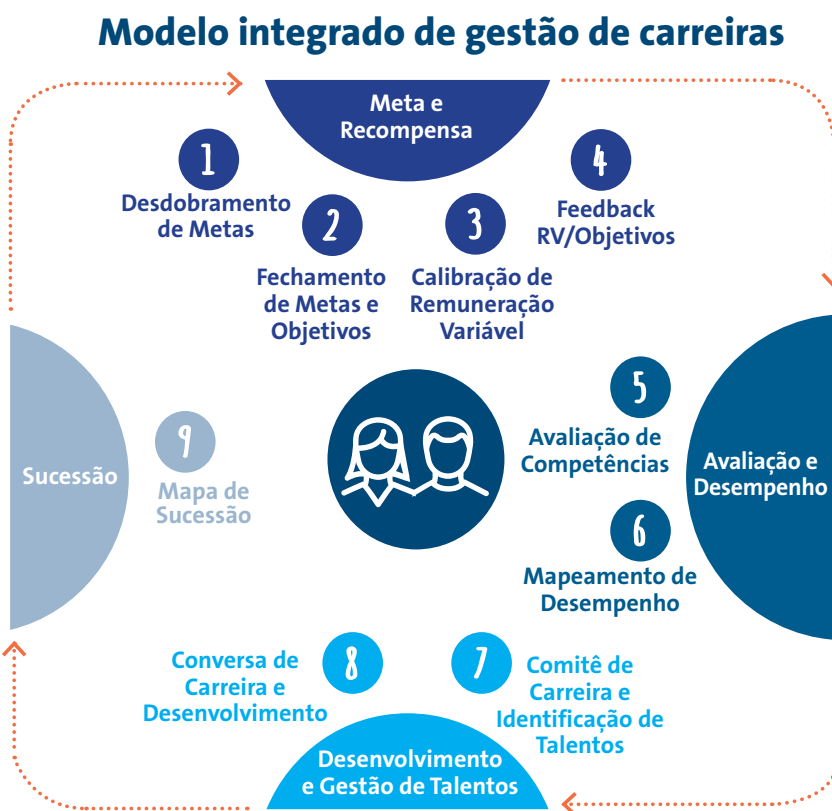 Modelo integrado de gestão de carreiras
Meta e
Recompensa
1
Desdobramento
de Metas
2
Fechamento
de Metas e
Objetivos
3
Calibração de
Remuneração
Variável
4
Feedback
RV/Objetivos
5
Avaliação de
Competências
Avaliação e
Desempenho
6
Mapeamento de
Desempenho
7
Comitê de
Carreira e
Identificação de
Talentos
8
Conversa de
Carreira e
Desenvolvimento
Desenvolvimento
e Gestão de Talentos
9
Mapa de
Sucessão
Sucessão